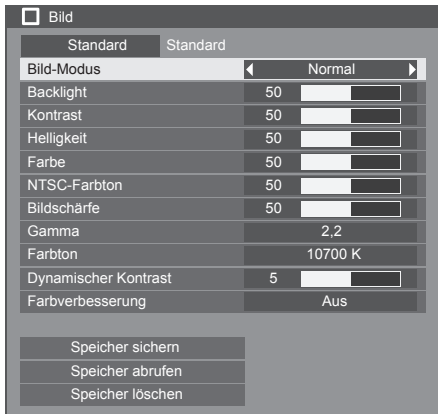 Bild
Standard Standard
Bild-Modus Normal
Backlight 50
Kontrast 50
Helligkeit 50
Farbe 50
NTSC-Farbton 50
Bildschärfe 50
Gamma 2,2
Farbton 10700 K
Dynamischer Kontrast 5
Farbverbesserung Aus
Speicher sichern
Speicher abrufen
Speicher löschen